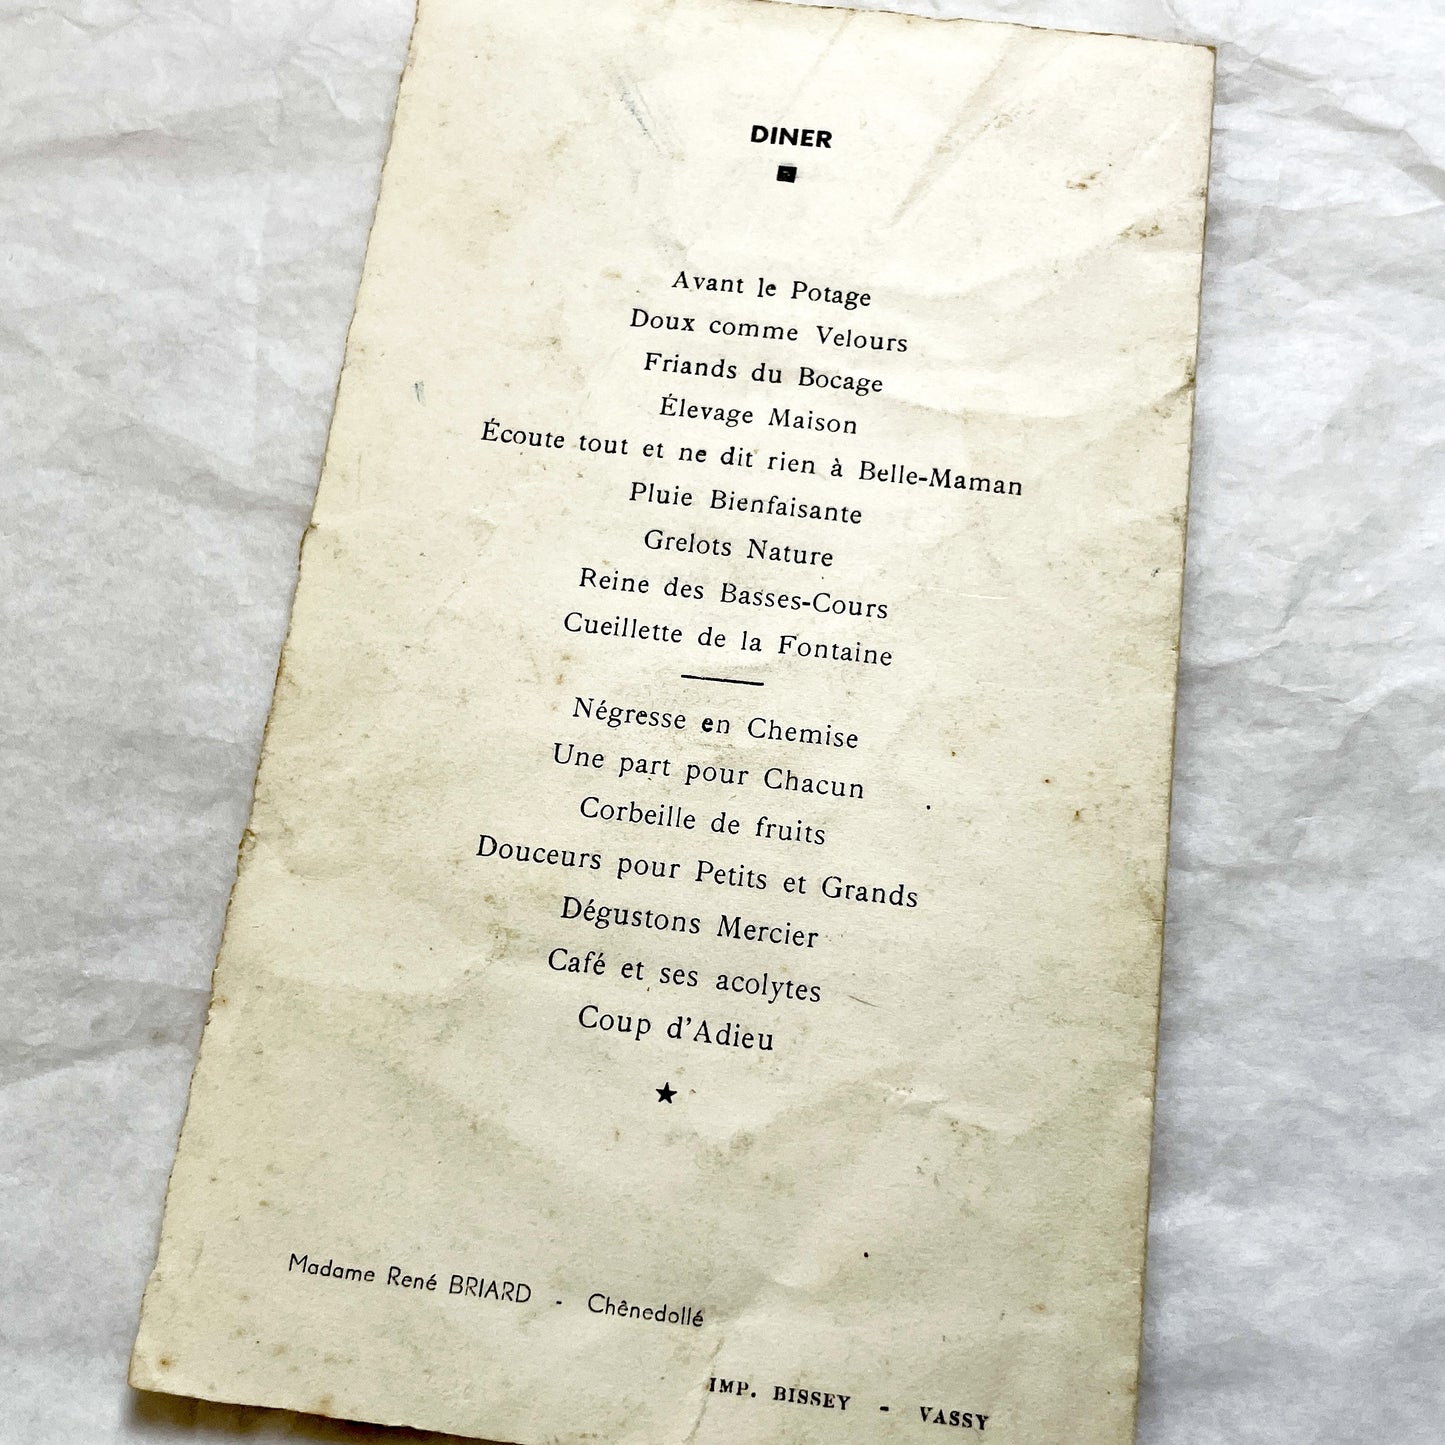 DINER
Avant le Potage
Doux comme Velours
Friands du Bocage
Élevage Maison
Écoute tout et ne dit rien à Belle-Maman
Pluie Bienfaisante
Grelots Nature
Reine des Basses-Cours
Cueillette de la Fontaine
Négresse en Chemise
Une part pour Chacun
Corbeille de fruits
Douceurs pour Petits et Grands
Dégustons Mercier
Café et ses acolytes
Coup d'Adieu
Madame René BRIARD - Chênedollé
IMP. BISSEY - VASSY